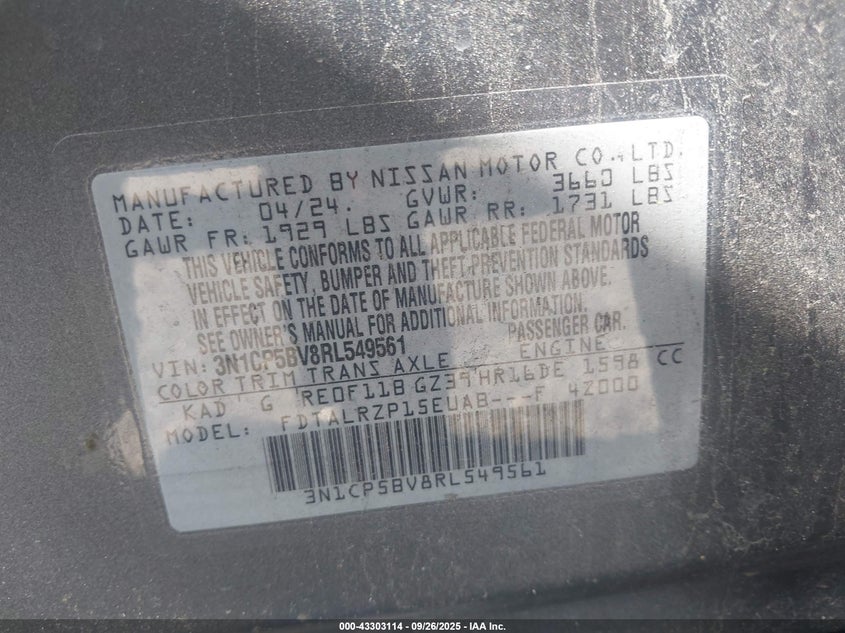 MANUFACTURED BY NISSAN MOTOR CO., LTD.
DATE: 04/24. GVWR: 3660 LBS
GAWR FR: 1929 LBS GAWR RR: 1731 LBS
THIS VEHICLE CONFORMS TO ALL APPLICABLE FEDERAL MOTOR
VEHICLE SAFETY, BUMPER AND THEFT PREVENTION STANDARDS
IN EFFECT ON THE DATE OF MANUFACTURE SHOWN ABOVE.
SEE OWNER'S MANUAL FOR ADDITIONAL INFORMATION.
VIN: 3N1CP5BV8RL549561 PASSENGER CAR.
COLOR TRIM TRANS AXLE ENGINE
KAD G RE0F11B GZ39 HR16DE 1598 CC
MODEL: FDTALRZP15EUAB---F 4Z000
3N1CP5BV8RL549561
000-43303114 - 09/26/2025 - IAA Inc.